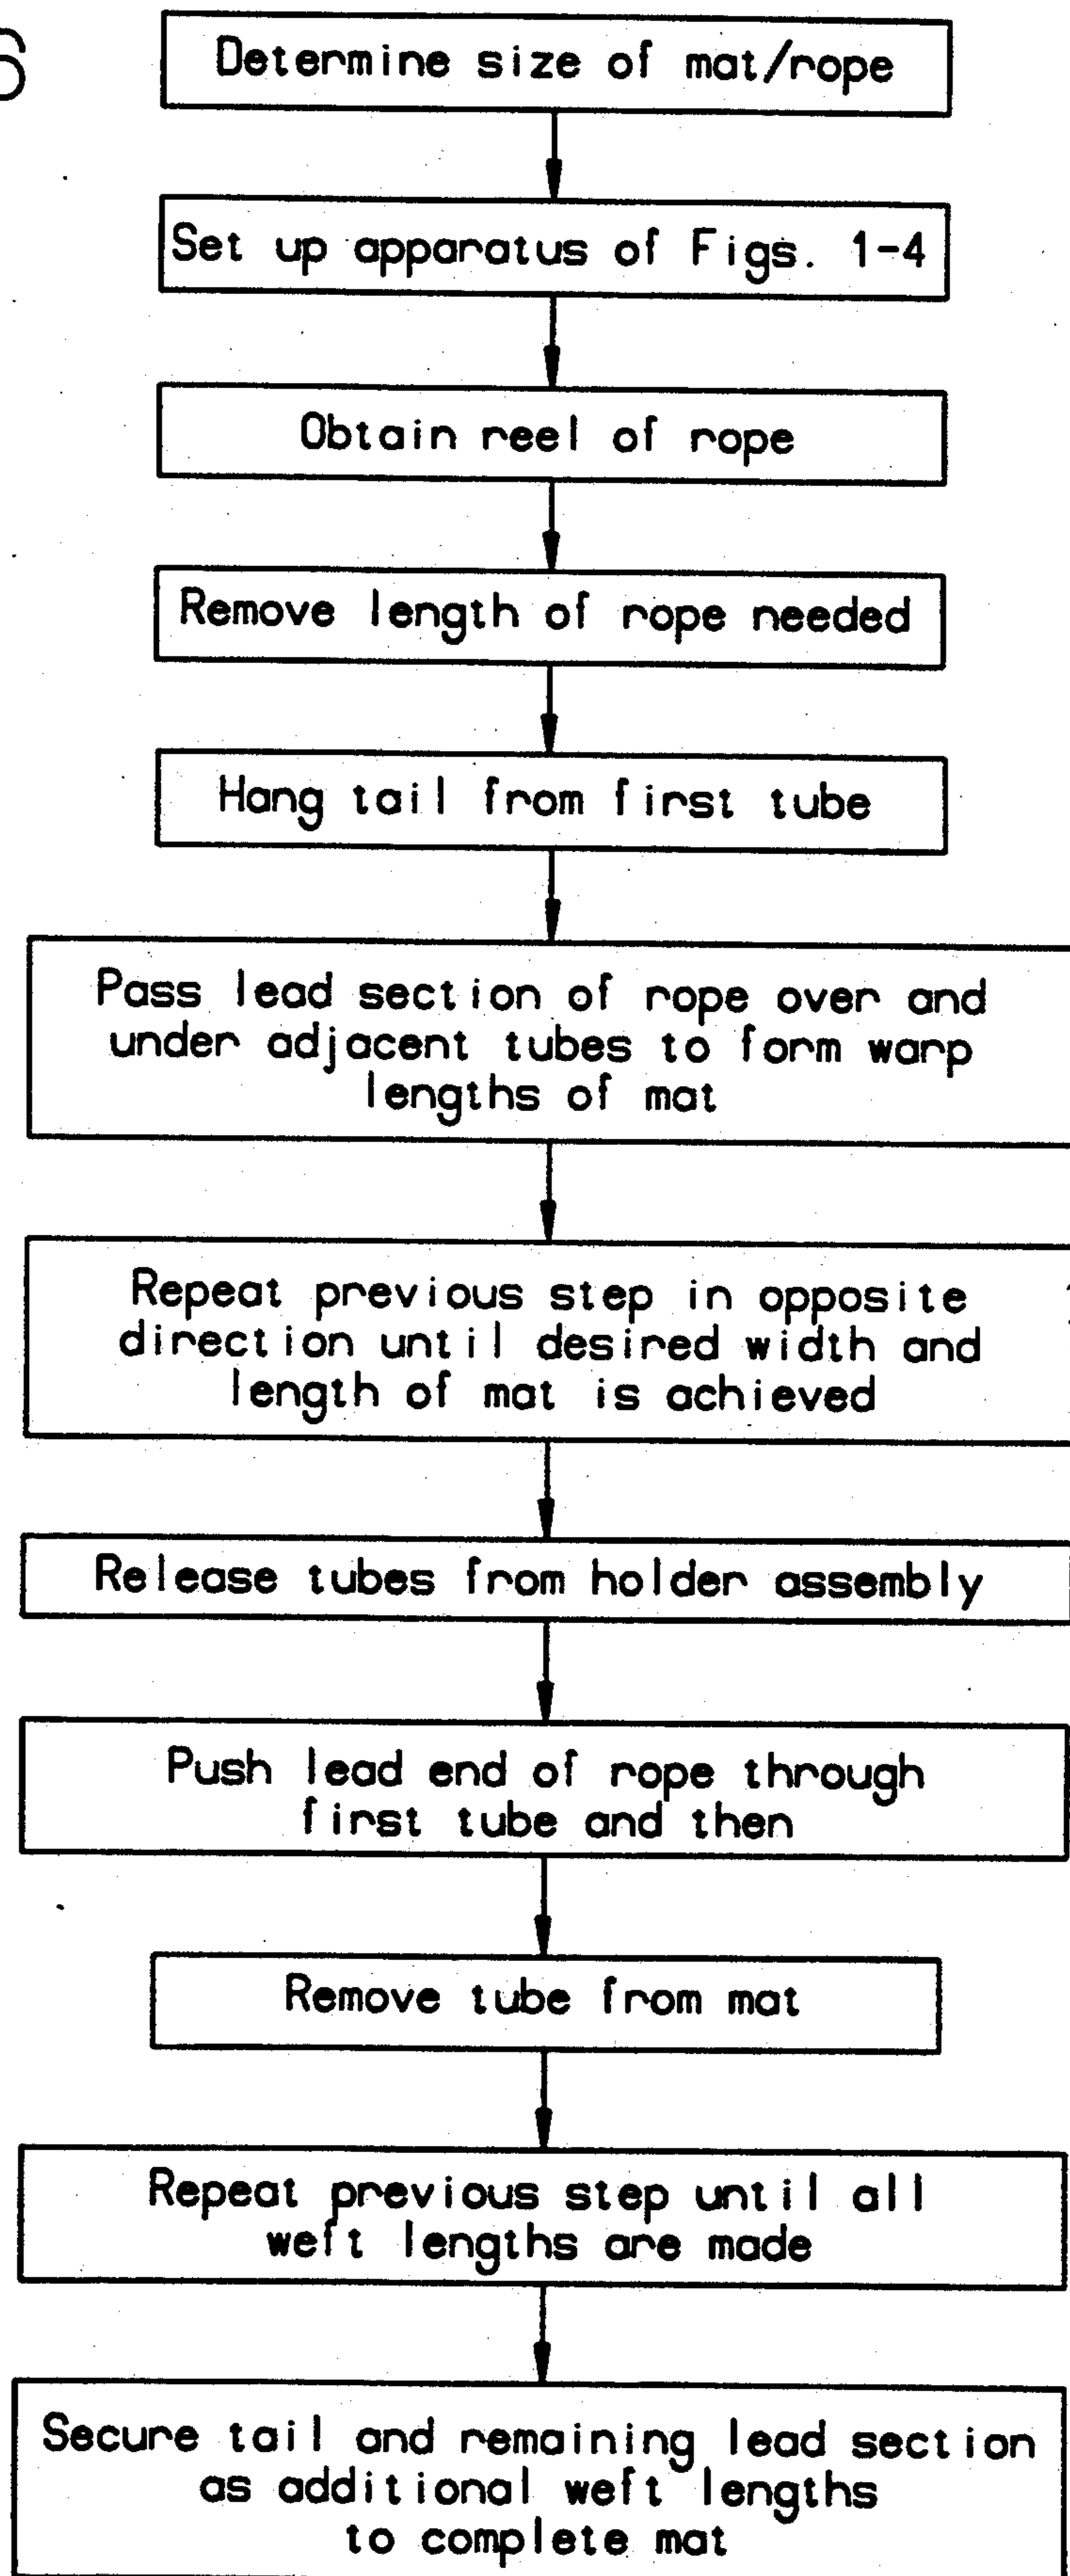 6
Determine size of mat/rope
Set up apparatus of Figs. 1-4
Obtain reel of rope
Remove length of rope needed
Hang tail from first tube
Pass lead section of rope over and
under adjacent tubes to form warp
lengths of mat
Repeat previous step in opposite
direction until desired width and
length of mat is achieved
Release tubes from holder assembly
Push lead end of rope through
first tube and then
Remove tube from mat
Repeat previous step until all
weft lengths are made
Secure tail and remaining lead section
as additional weft lengths
to complete mat